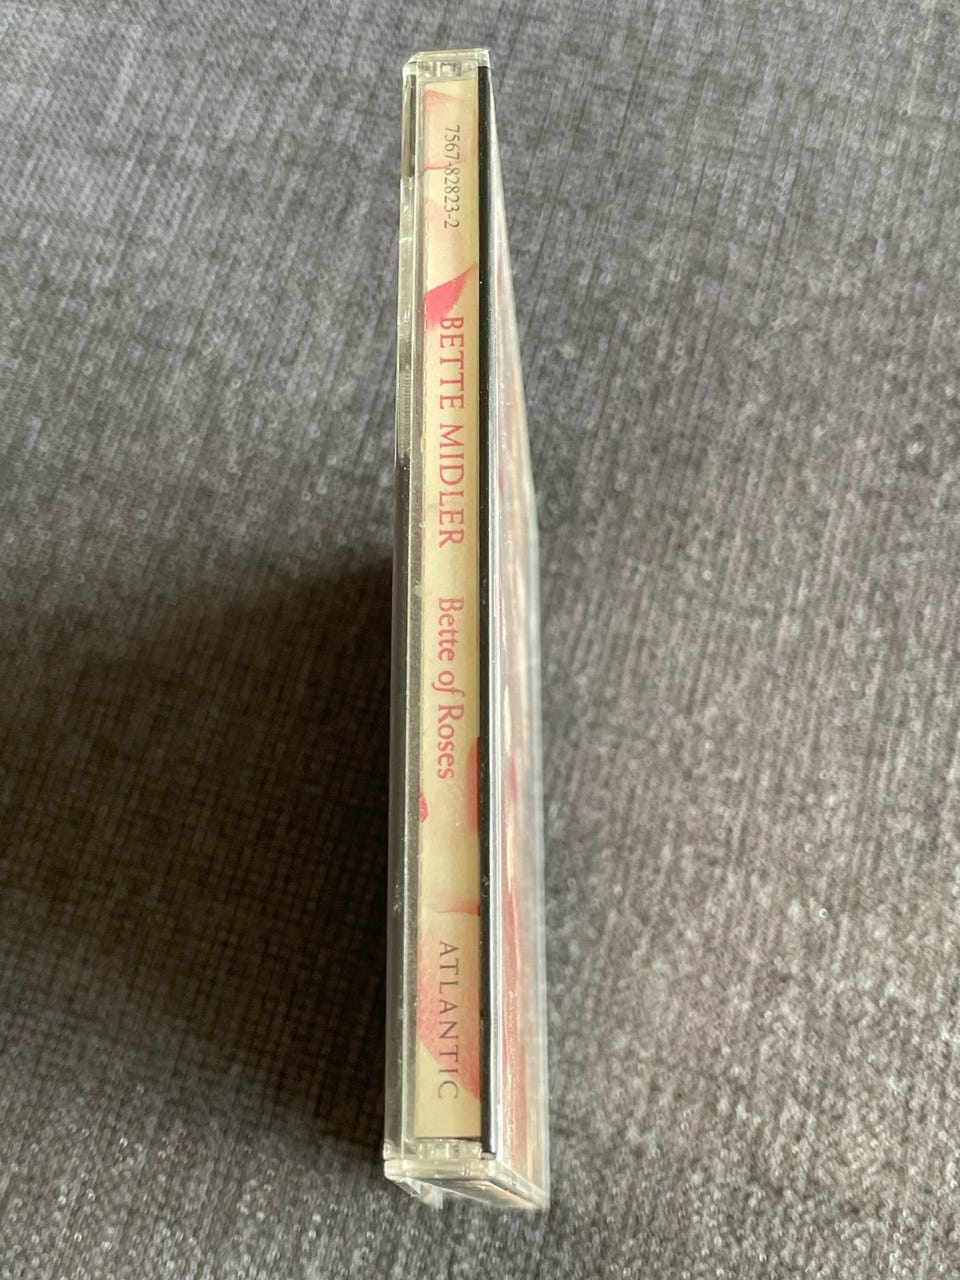 7567-82823-2
BETTE MIDLER
Bette of Roses
ATLANTIC